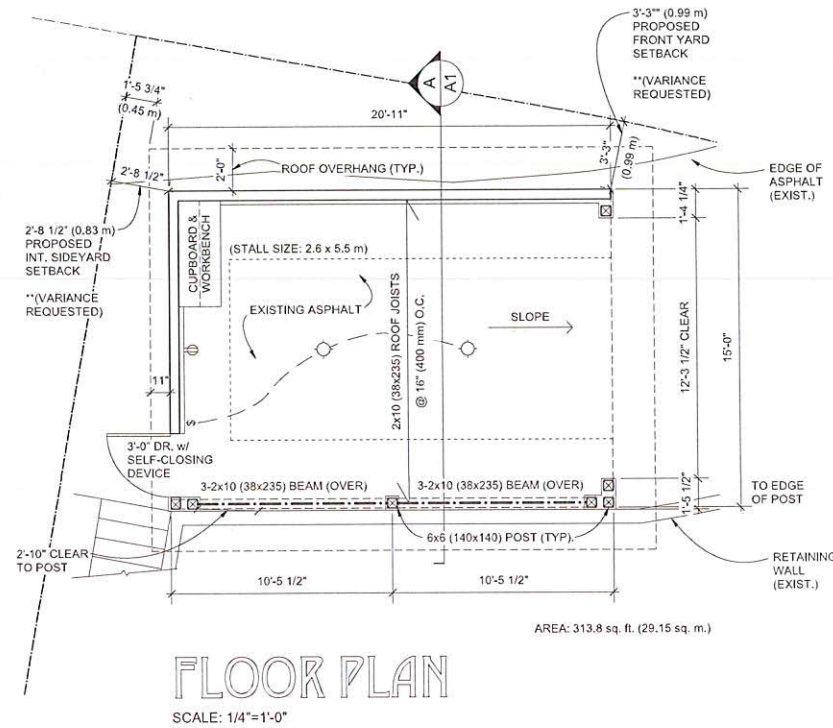 3'-3"" (0.99 m)
PROPOSED
FRONT YARD
SETBACK
**(VARIANCE
REQUESTED)
A
A1
1'-5 3/4"
(0.45 m)
20'-11"
3'-3"
(0.99 m)
2'-0"
ROOF OVERHANG (TYP.)
EDGE OF
ASPHALT
(EXIST.)
2'-8 1/2"
1'-4 1/4"
2'-8 1/2" (0.83 m)
PROPOSED
INT. SIDEYARD
SETBACK
**(VARIANCE
REQUESTED)
CUPBOARD &
WORKBENCH
(STALL SIZE: 2.6 x 5.5 m)
EXISTING ASPHALT
SLOPE
2x10 (38x235) ROOF JOISTS
@ 16" (400 mm) O.C.
12'-3 1/2" CLEAR
15'-0"
11"
$
3'-0" DR. w/
SELF-CLOSING
DEVICE
3-2x10 (38x235) BEAM (OVER)
3-2x10 (38x235) BEAM (OVER)
1'-5 1/2"
TO EDGE
OF POST
2'-10" CLEAR
TO POST
6x6 (140x140) POST (TYP.)
RETAINING
WALL
(EXIST.)
10'-5 1/2"
10'-5 1/2"
AREA: 313.8 sq. ft. (29.15 sq. m.)
FLOOR PLAN
SCALE: 1/4"=1'-0"